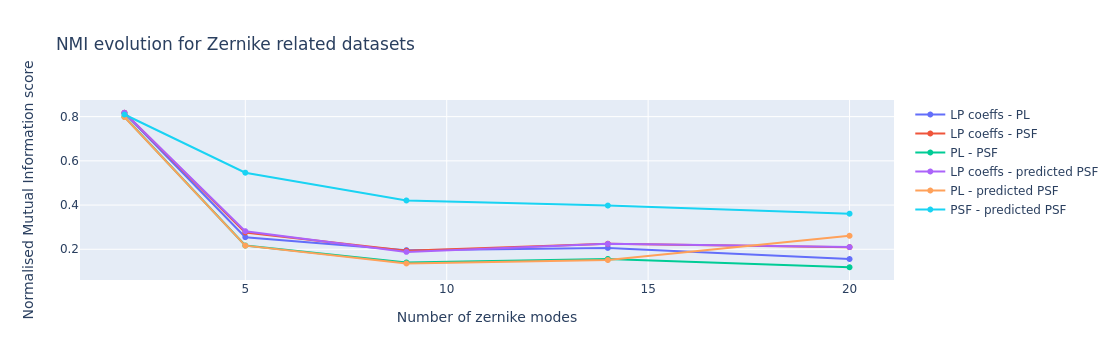 NMI evolution for Zernike related datasets
Normalised Mutual Information score
0.8
0.6
0.4
0.2
5
10
15
20
Number of zernike modes
LP coeffs - PL
LP coeffs - PSF
PL - PSF
LP coeffs - predicted PSF
PL - predicted PSF
PSF - predicted PSF